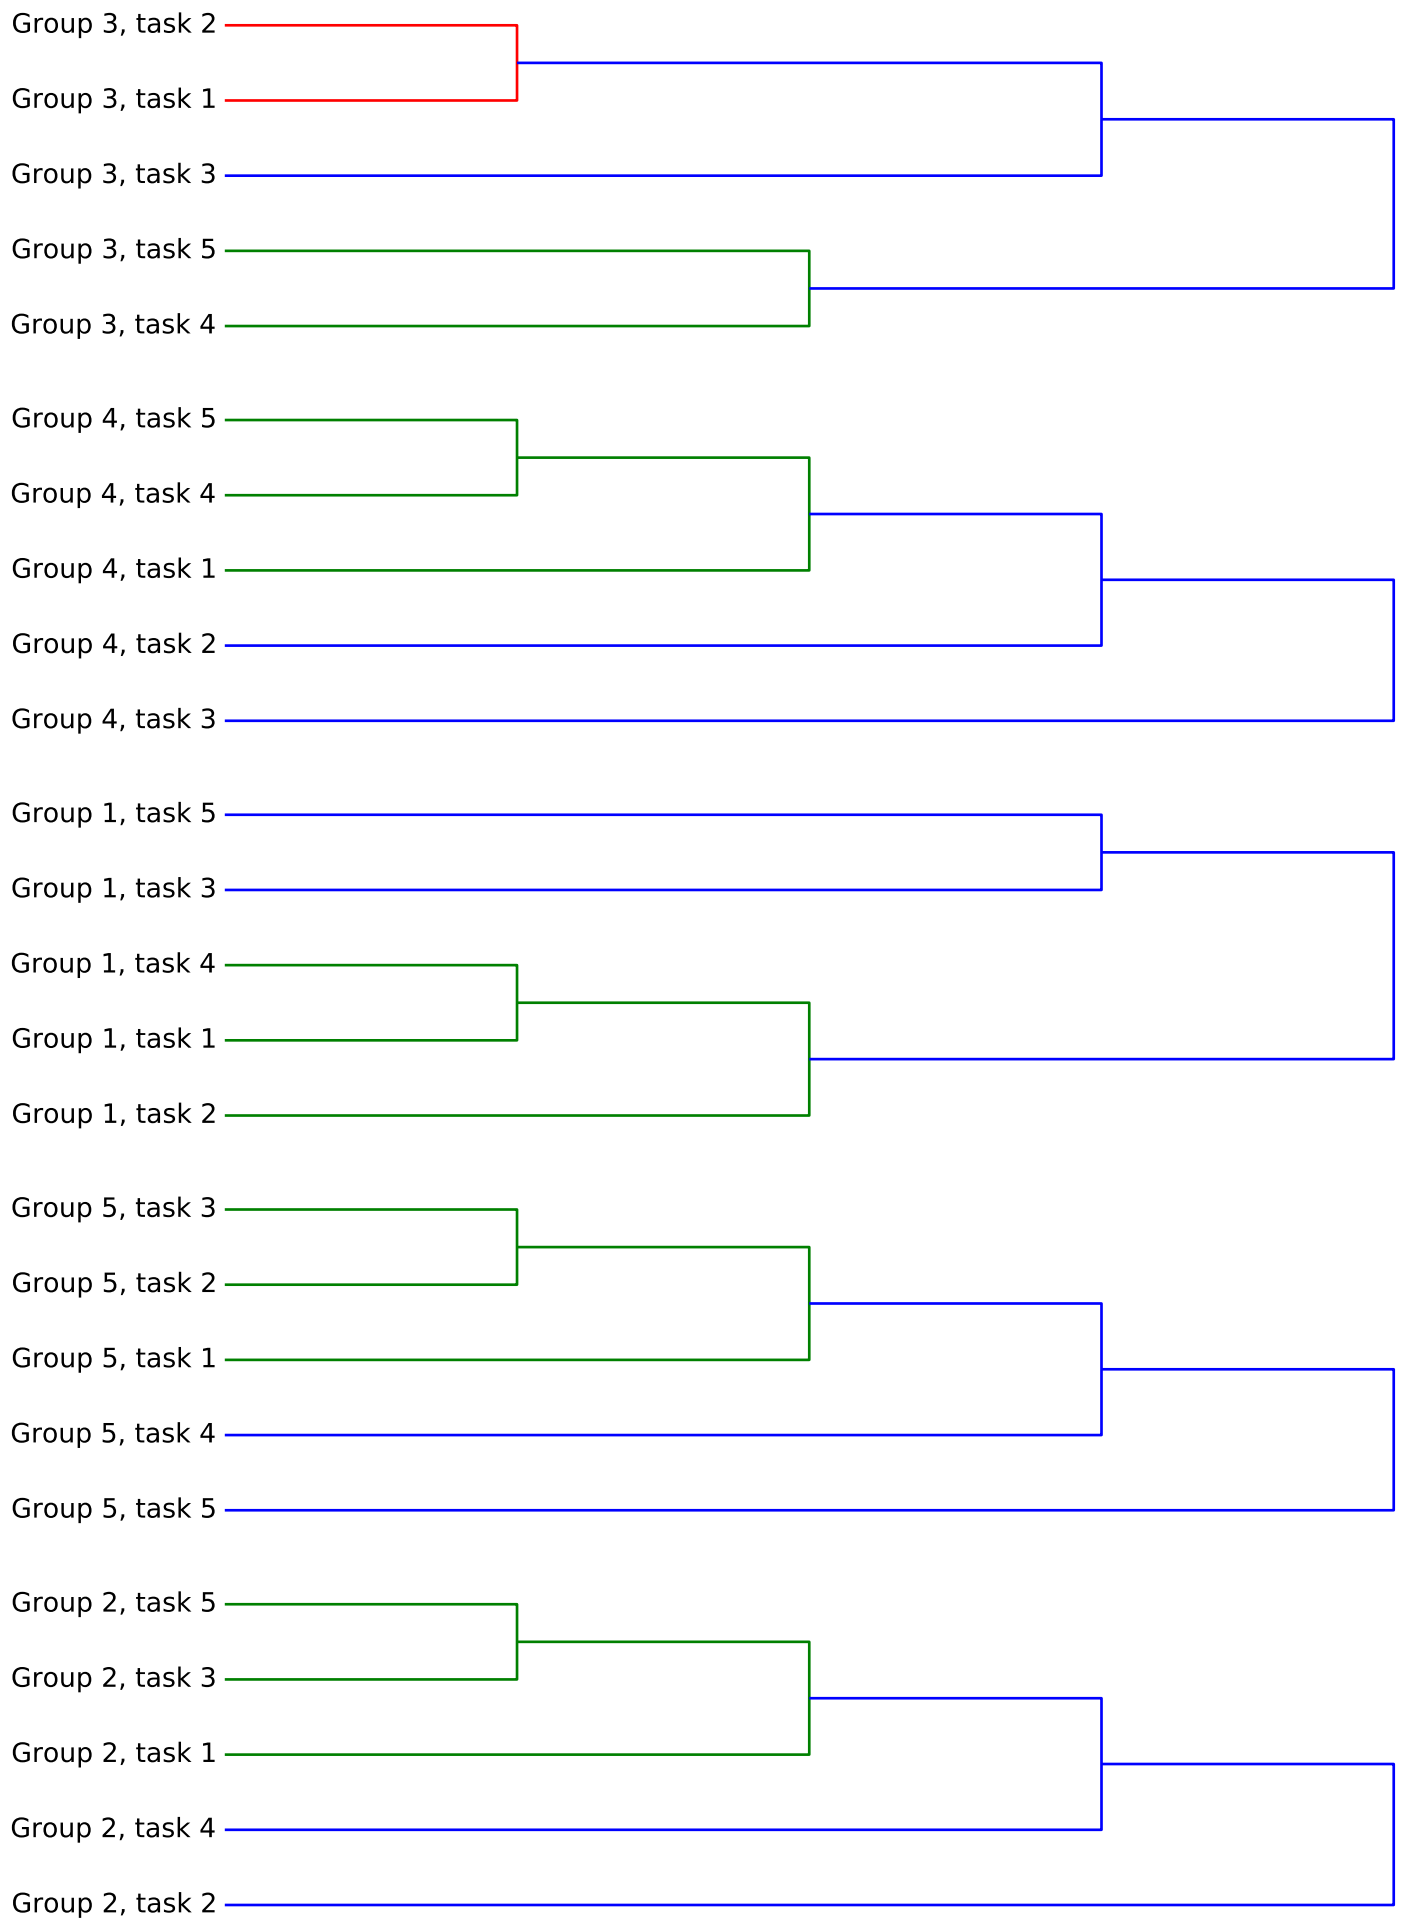 Group 3, task 2
Group 3, task 1
Group 3, task 3
Group 3, task 5
Group 3, task 4
Group 4, task 5
Group 4, task 4
Group 4, task 1
Group 4, task 2
Group 4, task 3
Group 1, task 5
Group 1, task 3
Group 1, task 4
Group 1, task 1
Group 1, task 2
Group 5, task 3
Group 5, task 2
Group 5, task 1
Group 5, task 4
Group 5, task 5
Group 2, task 5
Group 2, task 3
Group 2, task 1
Group 2, task 4
Group 2, task 2